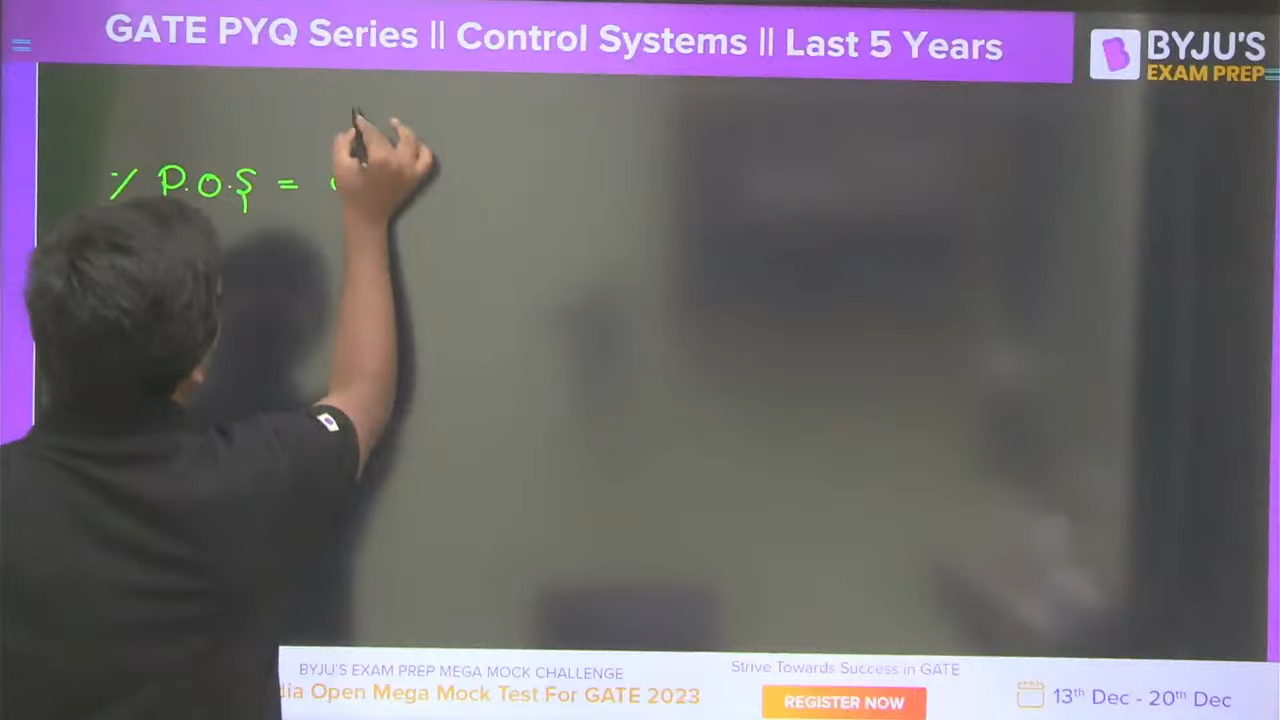 GATE PYQ Series || Control Systems || Last 5 Years
BYJU'S
EXAM PREP
% P.O.S =
BYJU'S EXAM PREP MEGA MOCK CHALLENGE
dia Open Mega Mock Test For GATE 2023
Strive Towards Success in GATE
REGISTER NOW
13th Dec - 20th Dec